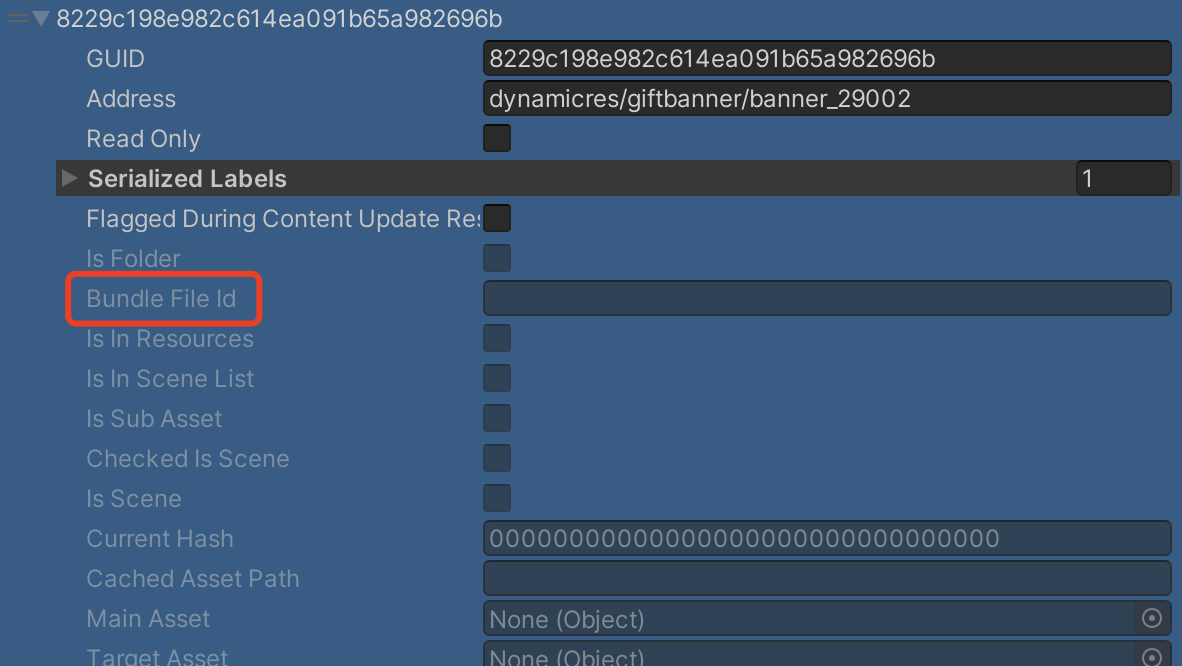 8229c198e982c614ea091b65a982696b
GUID 8229c198e982c614ea091b65a982696b
Address dynamicres/giftbanner/banner_29002
Read Only
Serialized Labels 1
Flagged During Content Update Res
Is Folder
Bundle File Id
Is In Resources
Is In Scene List
Is Sub Asset
Checked Is Scene
Is Scene
Current Hash 00000000000000000000000000000000
Cached Asset Path
Main Asset None (Object)
Target Asset None (Object)